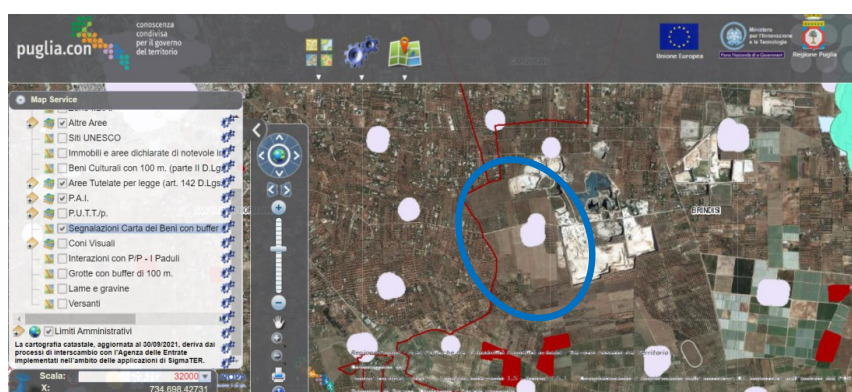 puglia.con
conoscenza
condivisa
per il governo
del territorio
Unione Europea
Ministero
per l'Innovazione
e le Tecnologie
Regione Puglia
Map Service
Altre Aree
Siti UNESCO
Immobili e aree dichiarate di notevole in
Beni Culturali con 100 m. (parte II D.Lgs
Aree Tutelate per legge (art. 142 D.Lgs
P.A.I.
P.U.T.T./p.
Segnalazioni Carta dei Beni con buffer
Coni Visuali
Interazioni con P/P - I Paduli
Grotte con buffer di 100 m.
Lame e gravine
Versanti
Limiti Amministrativi
La cartografia catastale, aggiornata al 30/09/2021, deriva dai
processi di interscambio con l'Agenzia delle Entrate
implementati nell'ambito delle applicazioni di SigmaTER.
Scala: 32000
X: 734.698,42731
BRINDISI